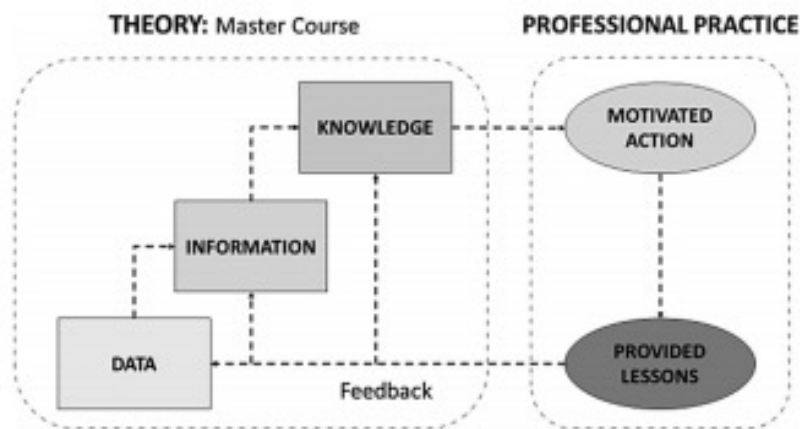 THEORY: Master Course
PROFESSIONAL PRACTICE
KNOWLEDGE
MOTIVATED
ACTION
INFORMATION
DATA
PROVIDED
LESSONS
Feedback